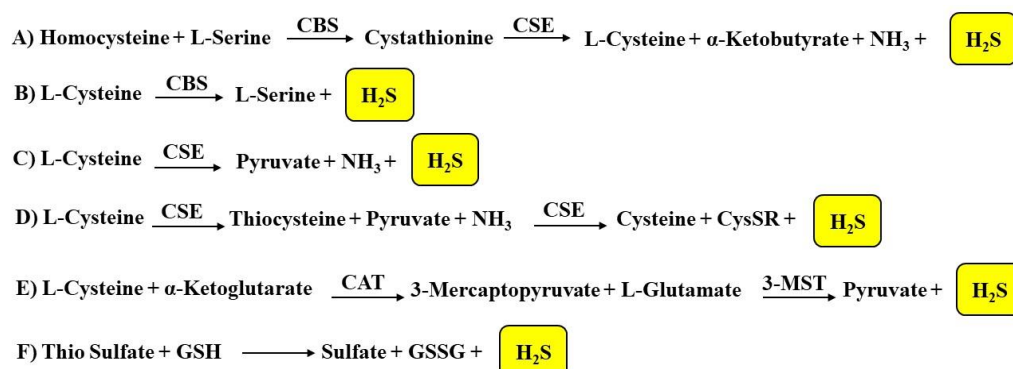 A) Homocysteine + L-Serine CBS Cystathionine CSE L-Cysteine + α-Ketobutyrate + NH₃ + H₂S
B) L-Cysteine CBS L-Serine + H₂S
C) L-Cysteine CSE Pyruvate + NH₃ + H₂S
D) L-Cysteine CSE Thiocysteine + Pyruvate + NH₃ CSE Cysteine + CysSR + H₂S
E) L-Cysteine + α-Ketoglutarate CAT 3-Mercaptopyruvate + L-Glutamate 3-MST Pyruvate + H₂S
F) Thio Sulfate + GSH Sulfate + GSSG + H₂S